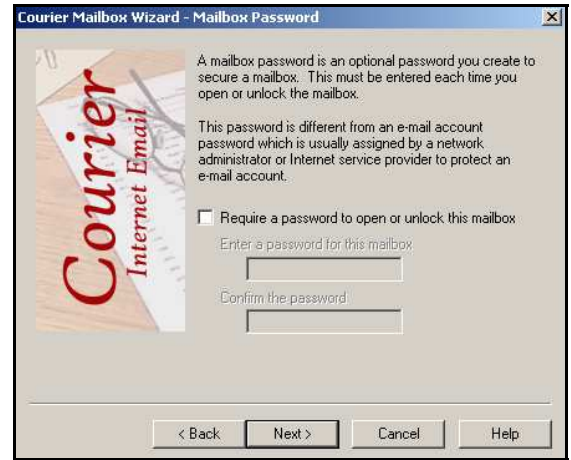 Courier Mailbox Wizard - Mailbox Password
Courier
Internet Email
A mailbox password is an optional password you create to
secure a mailbox. This must be entered each time you
open or unlock the mailbox.
This password is different from an e-mail account
password which is usually assigned by a network
administrator or Internet service provider to protect an
e-mail account.
Require a password to open or unlock this mailbox
Enter a password for this mailbox
Confirm the password
< Back
Next >
Cancel
Help